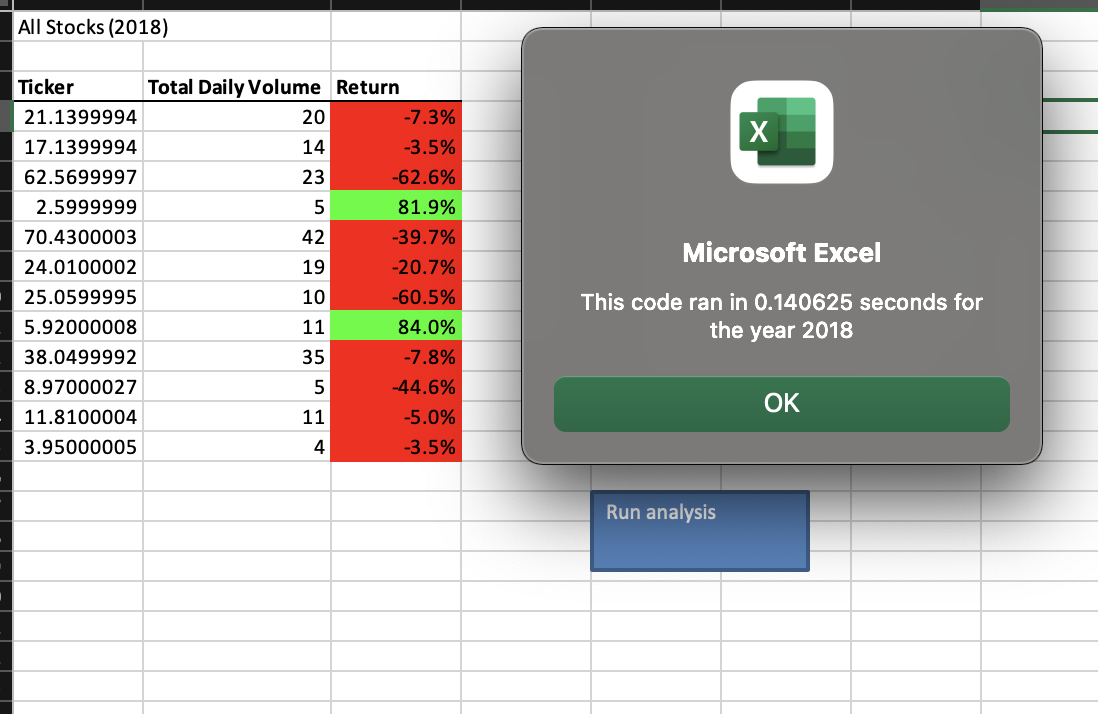 All Stocks (2018)
Ticker Total Daily Volume Return
21.1399994 20 -7.3%
17.1399994 14 -3.5%
62.5699997 23 -62.6%
2.5999999 5 81.9%
70.4300003 42 -39.7%
24.0100002 19 -20.7%
25.0599995 10 -60.5%
5.92000008 11 84.0%
38.0499992 35 -7.8%
8.97000027 5 -44.6%
11.8100004 11 -5.0%
3.95000005 4 -3.5%
X
Microsoft Excel
This code ran in 0.140625 seconds for
the year 2018
OK
Run analysis